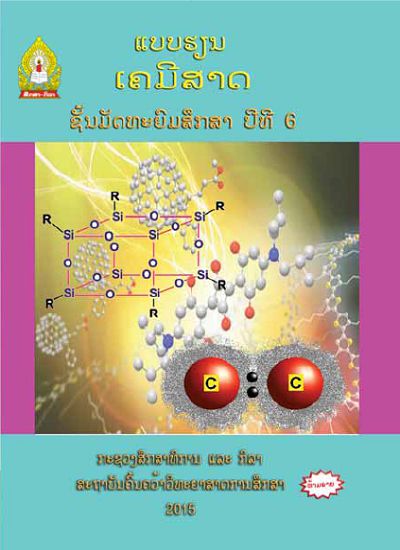 ແບບຮຽນ
ເຄມີສາດ
ຊັ້ນມັດທະຍົມສຶກສາ ປີທີ 6
ສຶກສາ-ກິລາ
R
R
Si O Si
O O O
R Si O Si
O O O
Si O Si R
O O
R Si O Si
R
C : C
ກະຊວງສຶກສາທິການ ແລະ ກິລາ
ສະຖາບັນຄົ້ນຄວ້າວິທະຍາສາດການສຶກສາ
ຫ້າມຂາຍ
2015